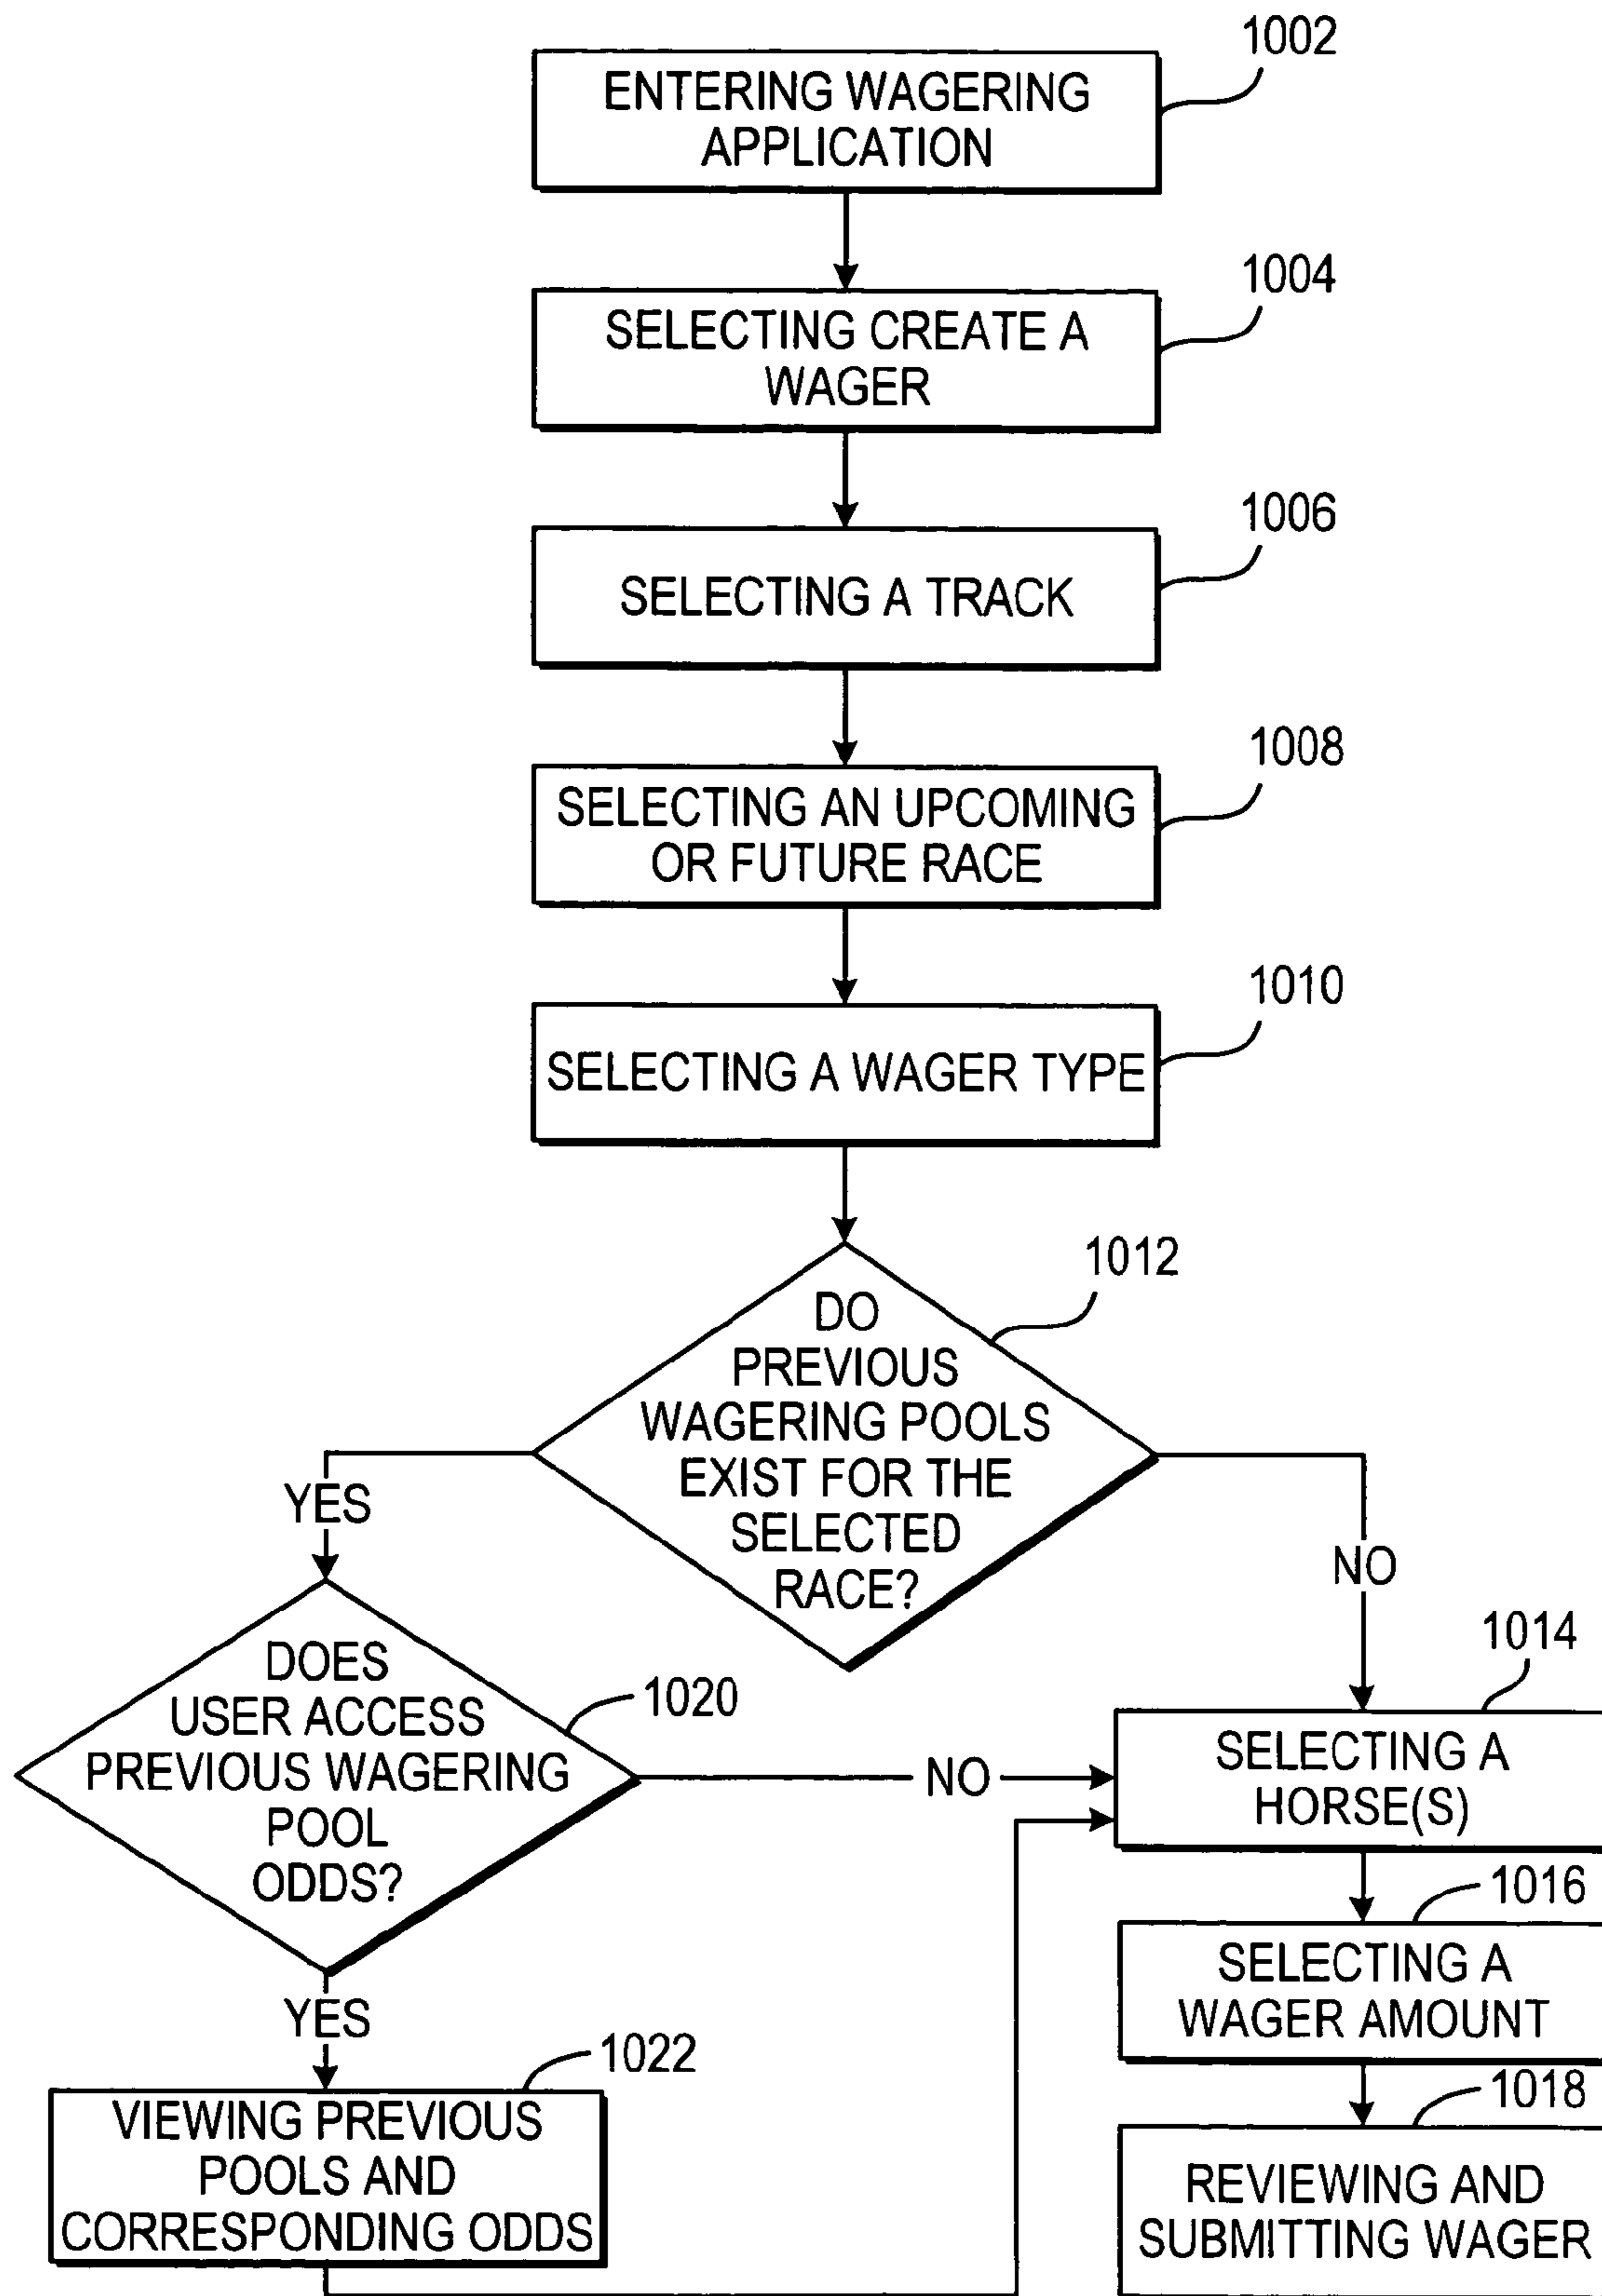 1002
ENTERING WAGERING
APPLICATION
1004
SELECTING CREATE A
WAGER
1006
SELECTING A TRACK
1008
SELECTING AN UPCOMING
OR FUTURE RACE
1010
SELECTING A WAGER TYPE
1012
DO
PREVIOUS
WAGERING POOLS
EXIST FOR THE
SELECTED
RACE?
YES
NO
1020
DOES
USER ACCESS
PREVIOUS WAGERING
POOL
ODDS?
NO
1014
SELECTING A
HORSE(S)
1016
SELECTING A
WAGER AMOUNT
YES
1022
VIEWING PREVIOUS
POOLS AND
CORRESPONDING ODDS
1018
REVIEWING AND
SUBMITTING WAGER